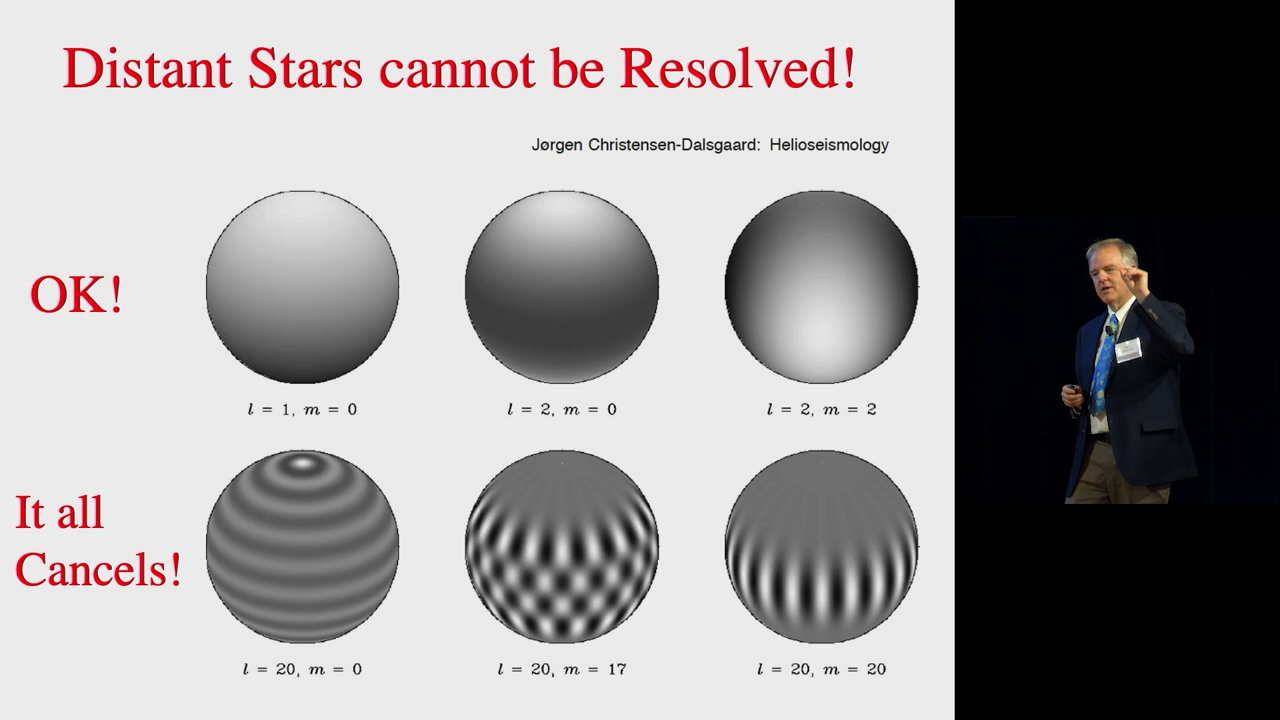 Distant Stars cannot be Resolved!
Jørgen Christensen-Dalsgaard: Helioseismology
OK!
l = 1, m = 0
l = 2, m = 0
l = 2, m = 2
It all
Cancels!
l = 20, m = 0
l = 20, m = 17
l = 20, m = 20